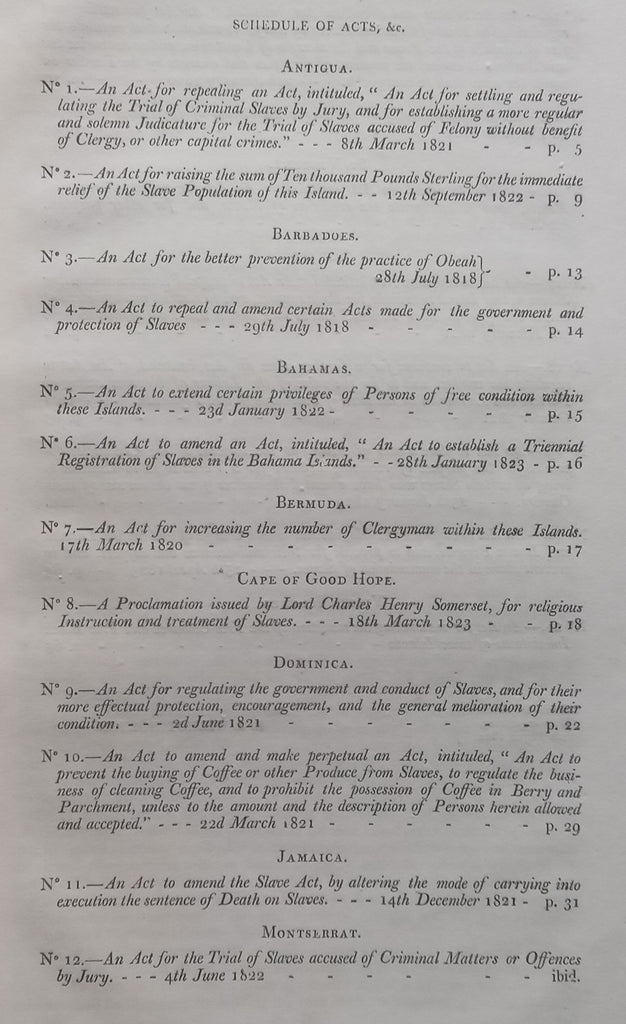 SCHEDULE OF ACTS, &c.
ANTIGUA.
N° 1.—An Act for repealing an Act, intituled, “ An Act for settling and regu-
lating the Trial of Criminal Slaves by Jury, and for establishing a more regular
and solemn Judicature for the Trial of Slaves accused of Felony without benefit
of Clergy, or other capital crimes.” - - - 8th March 1821 - - p. 5
N° 2.—An Act for raising the sum of Ten thousand Pounds Sterling for the immediate
relief of the Slave Population of this Island. - - 12th September 1822 - p. 9
BARBADOES.
N° 3.—An Act for the better prevention of the practice of Obeah}
28th July 1818} - p. 13
N° 4.—An Act to repeal and amend certain Acts made for the government and
protection of Slaves - - - 29th July 1818 - - - - - p. 14
BAHAMAS.
N° 5.—An Act to extend certain privileges of Persons of free condition within
these Islands. - - - 23d January 1822 - - - - - - p. 15
N° 6.—An Act to amend an Act, intituled, “ An Act to establish a Triennial
Registration of Slaves in the Bahama Islands.” - - 28th January 1823 - p. 16
BERMUDA.
N° 7.—An Act for increasing the number of Clergyman within these Islands.
17th March 1820 - - - - - - - - - p. 17
CAPE OF GOOD HOPE.
N° 8.—A Proclamation issued by Lord Charles Henry Somerset, for religious
Instruction and treatment of Slaves. - - - 18th March 1823 - - p. 18
DOMINICA.
N° 9.—An Act for regulating the government and conduct of Slaves, and for their
more effectual protection, encouragement, and the general melioration of their
condition. - - - 2d June 1821 - - - - - - - p. 22
N° 10.—An Act to amend and make perpetual an Act, intituled, “ An Act to
prevent the buying of Coffee or other Produce from Slaves, to regulate the busi-
ness of cleaning Coffee, and to prohibit the possession of Coffee in Berry and
Parchment, unless to the amount and the description of Persons herein allowed
and accepted.” - - - 22d March 1821 - - - - - - p. 29
JAMAICA.
N° 11.—An Act to amend the Slave Act, by altering the mode of carrying into
execution the sentence of Death on Slaves. - - - 14th December 1821 - p. 31
MONTSERRAT.
N° 12.—An Act for the Trial of Slaves accused of Criminal Matters or Offences
by Jury. - - - 4th June 1822 - - - - - - ibid.